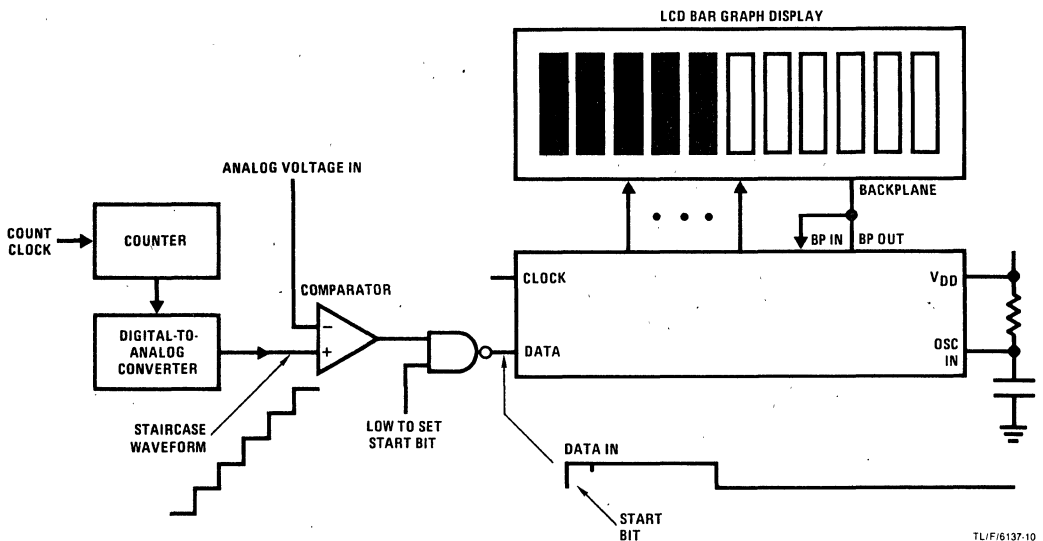 LCD BAR GRAPH DISPLAY
ANALOG VOLTAGE IN
BACKPLANE
COUNT
CLOCK
COUNTER
BP IN
BP OUT
COMPARATOR
CLOCK
VDD
DIGITAL-TO-
ANALOG
CONVERTER
−
+
DATA
OSC
IN
STAIRCASE
WAVEFORM
LOW TO SET
START BIT
DATA IN
START
BIT
TL/F/6137-10